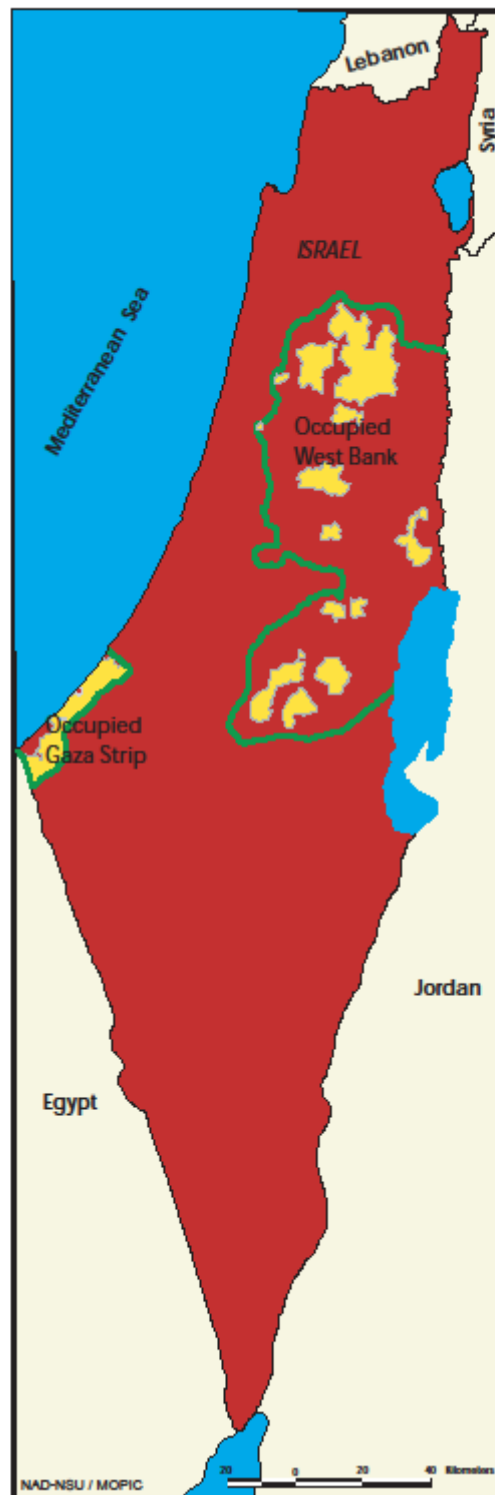 Lebanon
Syria
ISRAEL
Mediterranean Sea
Occupied
West Bank
Occupied
Gaza Strip
Jordan
Egypt
NAD-NSU / MOPIC
20 0 20 40 Kilometers